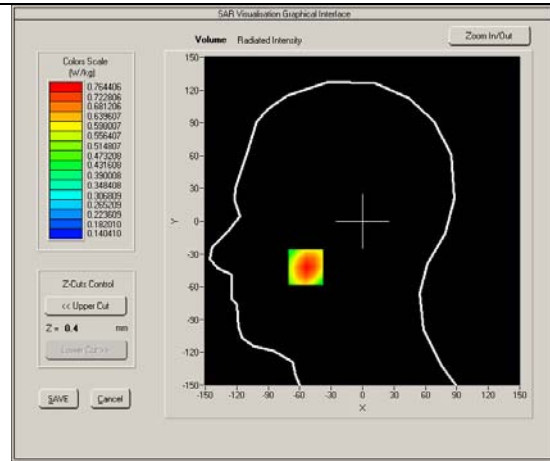 SAR Visualisation Graphical Interface
Volume Radiated Intensity
Zoom In/Out
Colors Scale
(W/kg)
0.764406
0.722806
0.681206
0.639607
0.598007
0.556407
0.514807
0.473208
0.431608
0.390008
0.348408
0.306809
0.265209
0.223609
0.182010
0.140410
Z-Cuts Control
<< Upper Cut
Z = 0.4 mm
Lower Cut >>
SAVE
Cancel
150-
120-
90-
60-
30-
0-
-30-
-60-
-90-
-120-
-150-
Y
-150 -120 -90 -60 -30 0 30 60 90 120 150
X